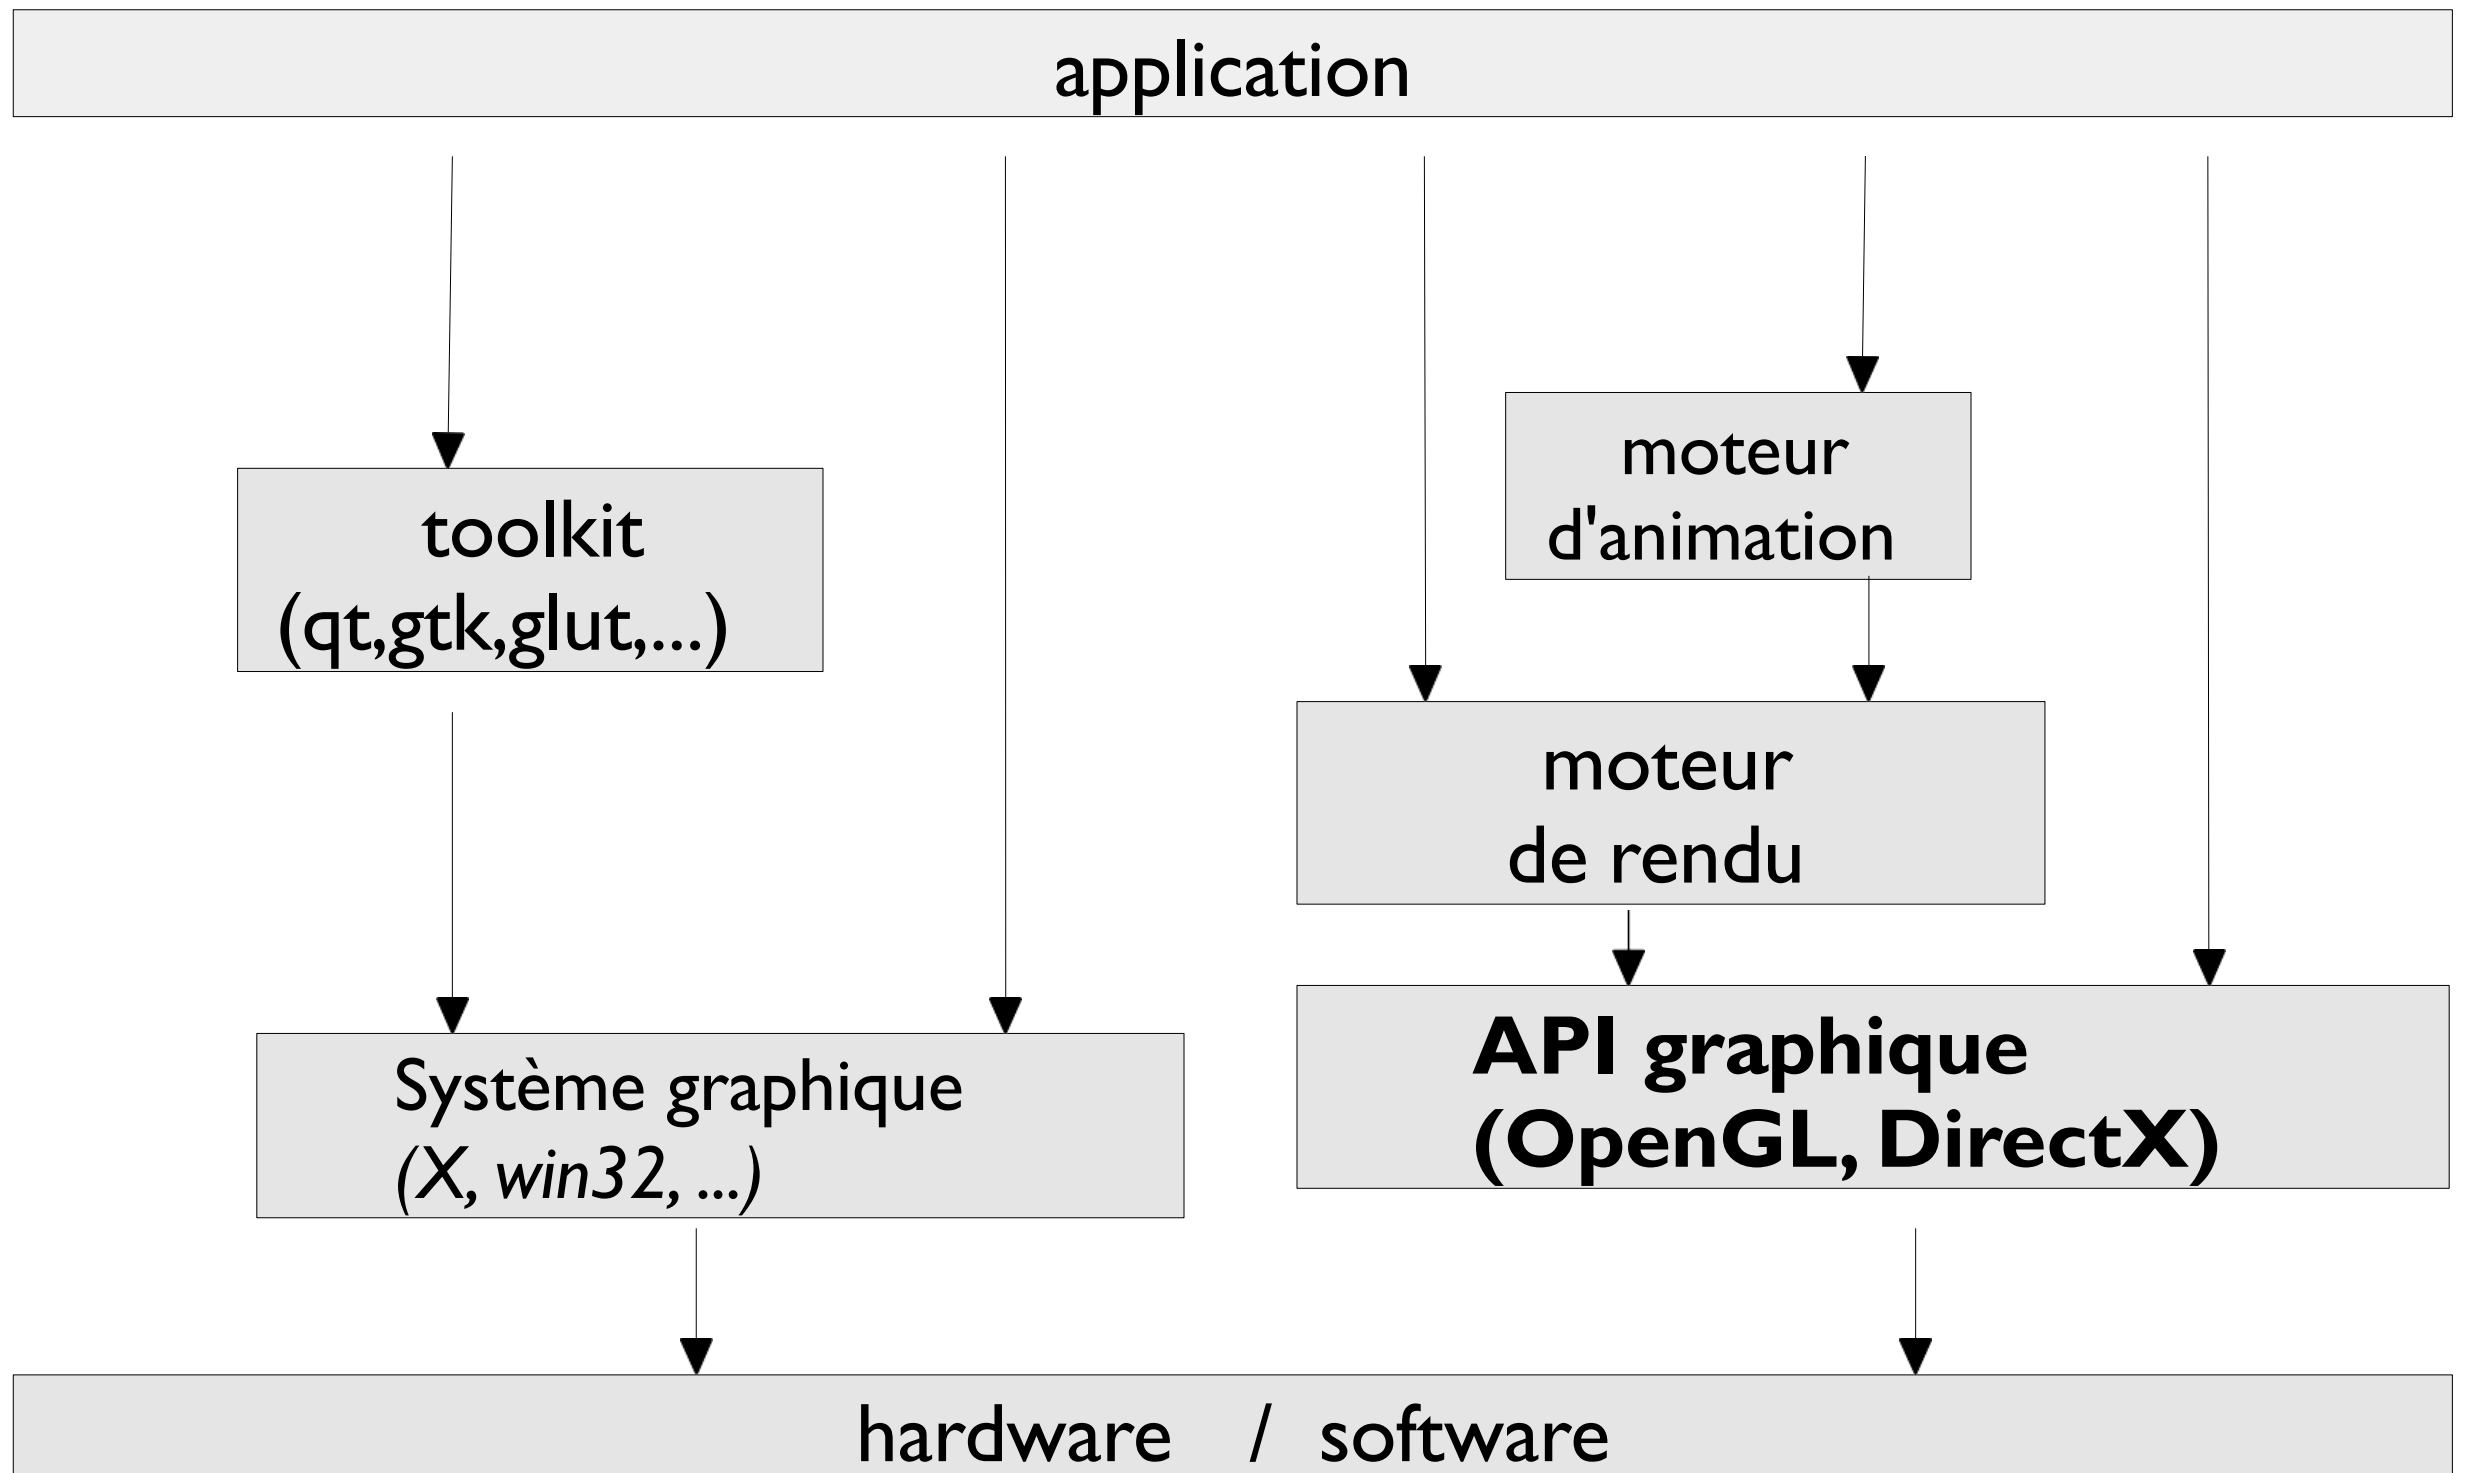 application
moteur
d'animation
toolkit
(qt,gtk,glut,...)
moteur
de rendu
API graphique
(OpenGL, DirectX)
Système graphique
(X, win32, ...)
hardware / software